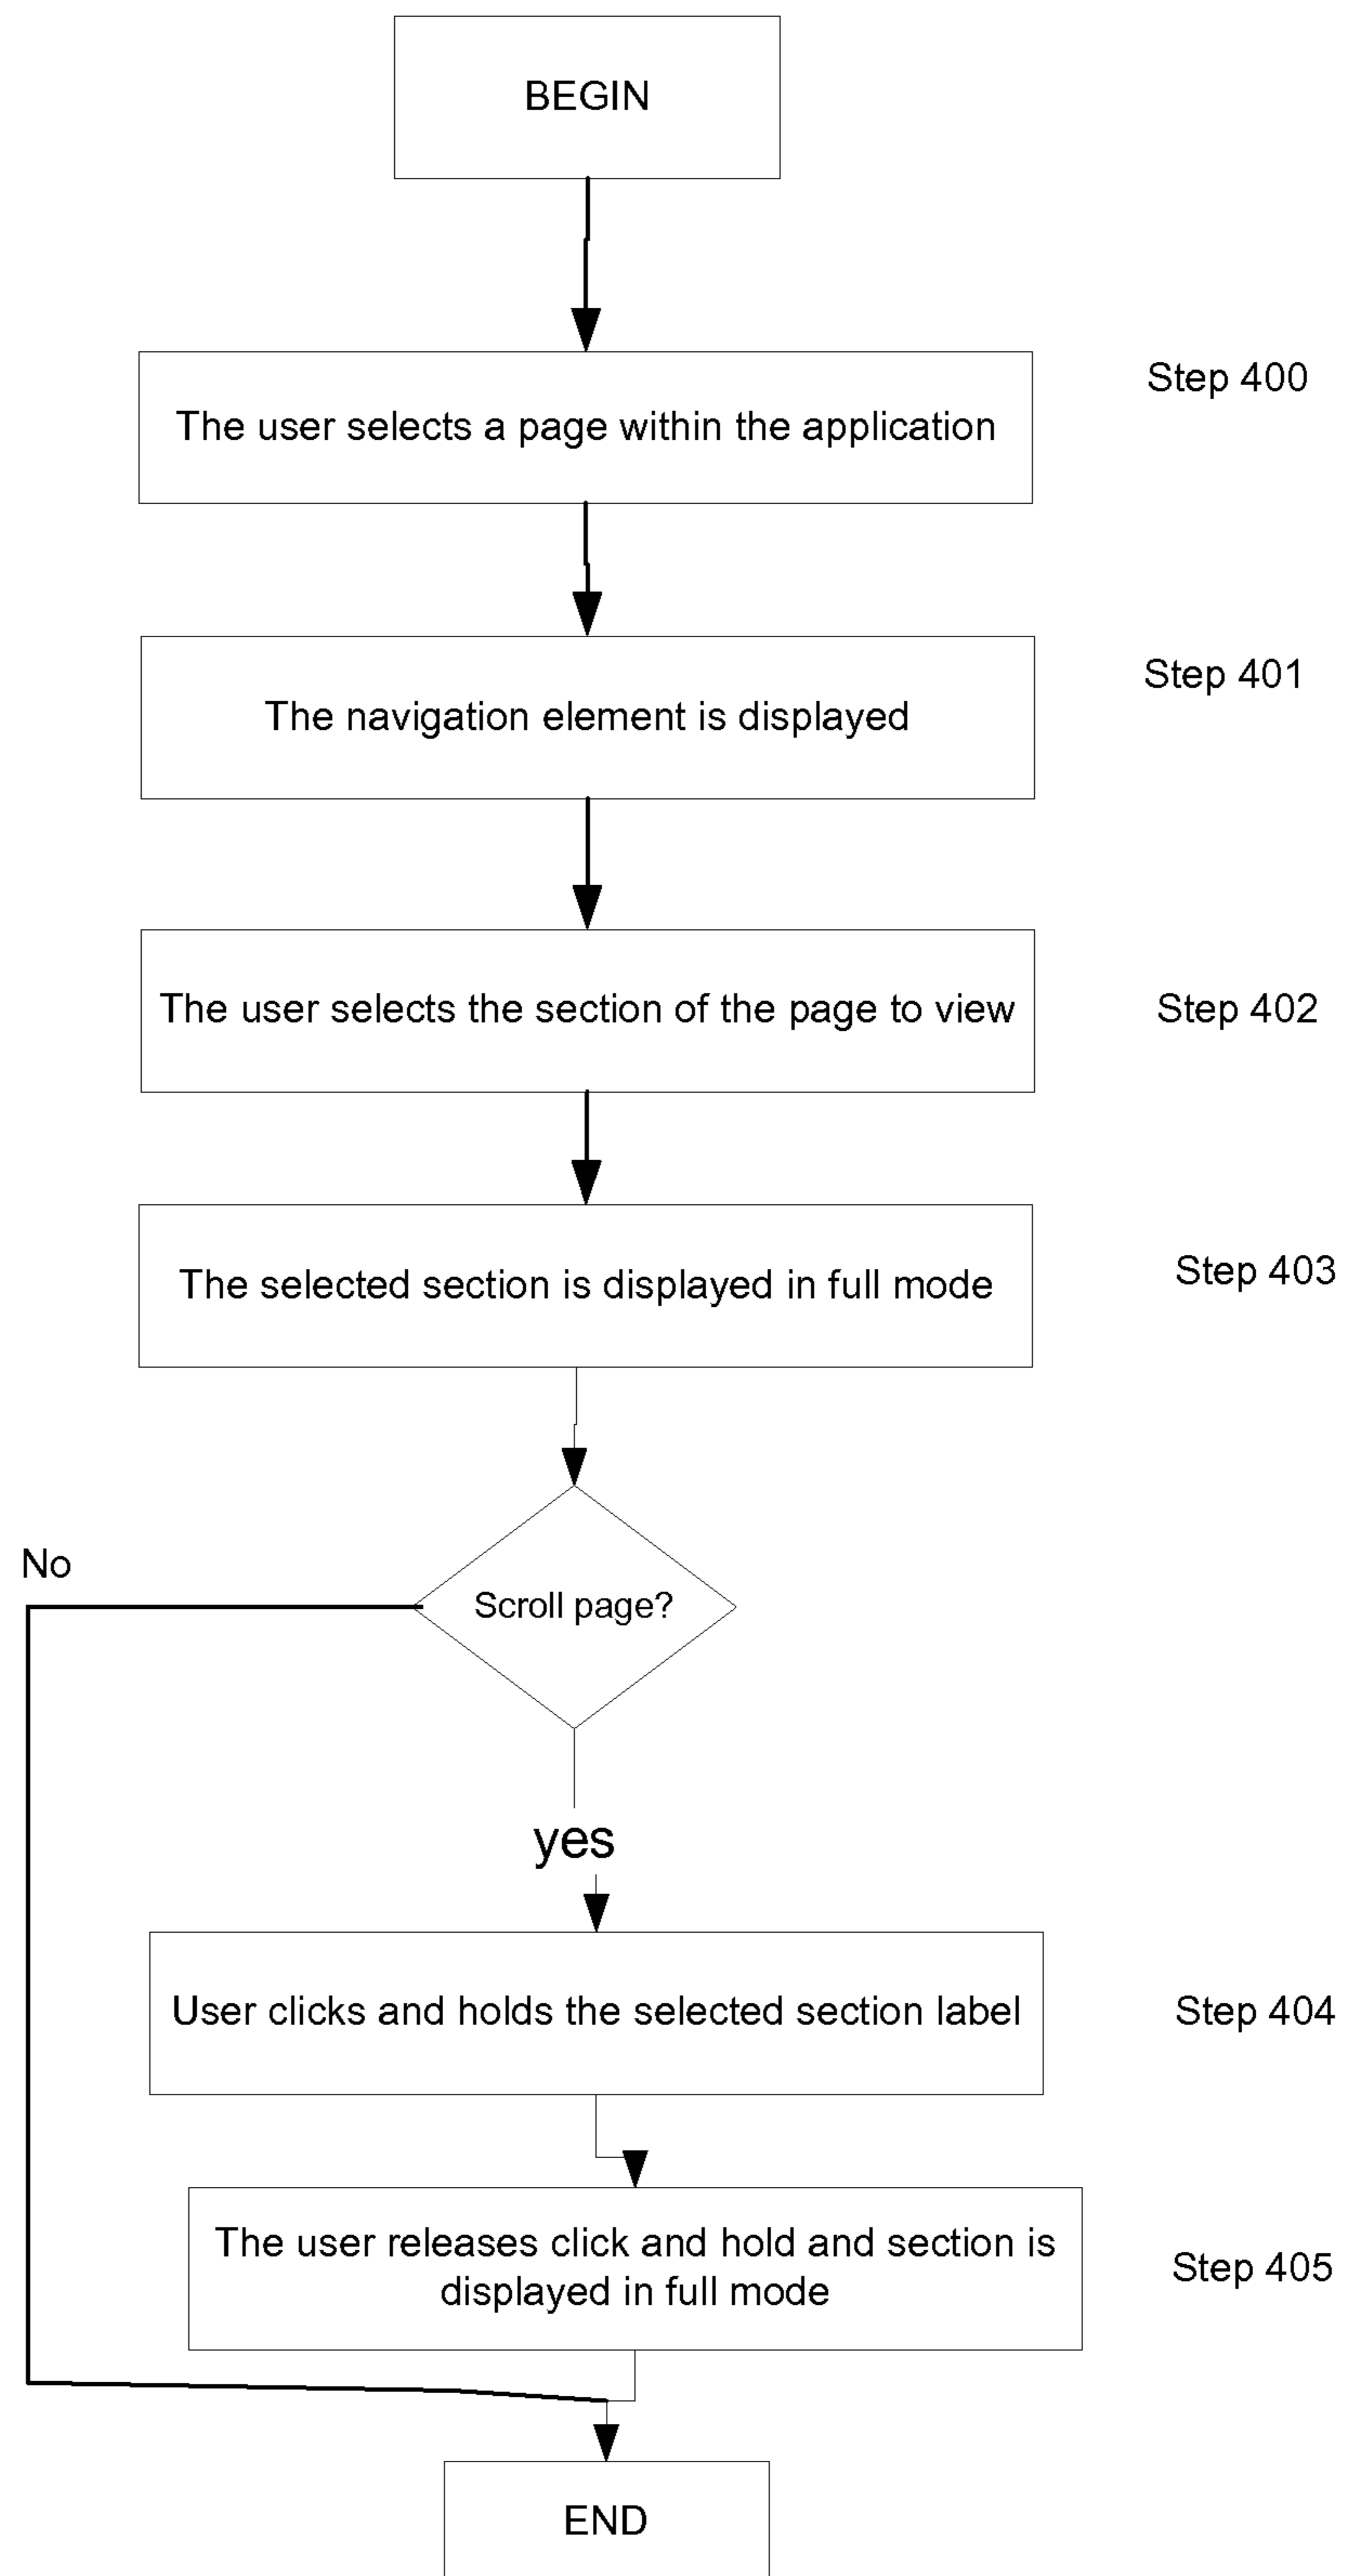 BEGIN
Step 400
The user selects a page within the application
Step 401
The navigation element is displayed
The user selects the section of the page to view
Step 402
The selected section is displayed in full mode
Step 403
No
Scroll page?
yes
User clicks and holds the selected section label
Step 404
The user releases click and hold and section is
displayed in full mode
Step 405
END